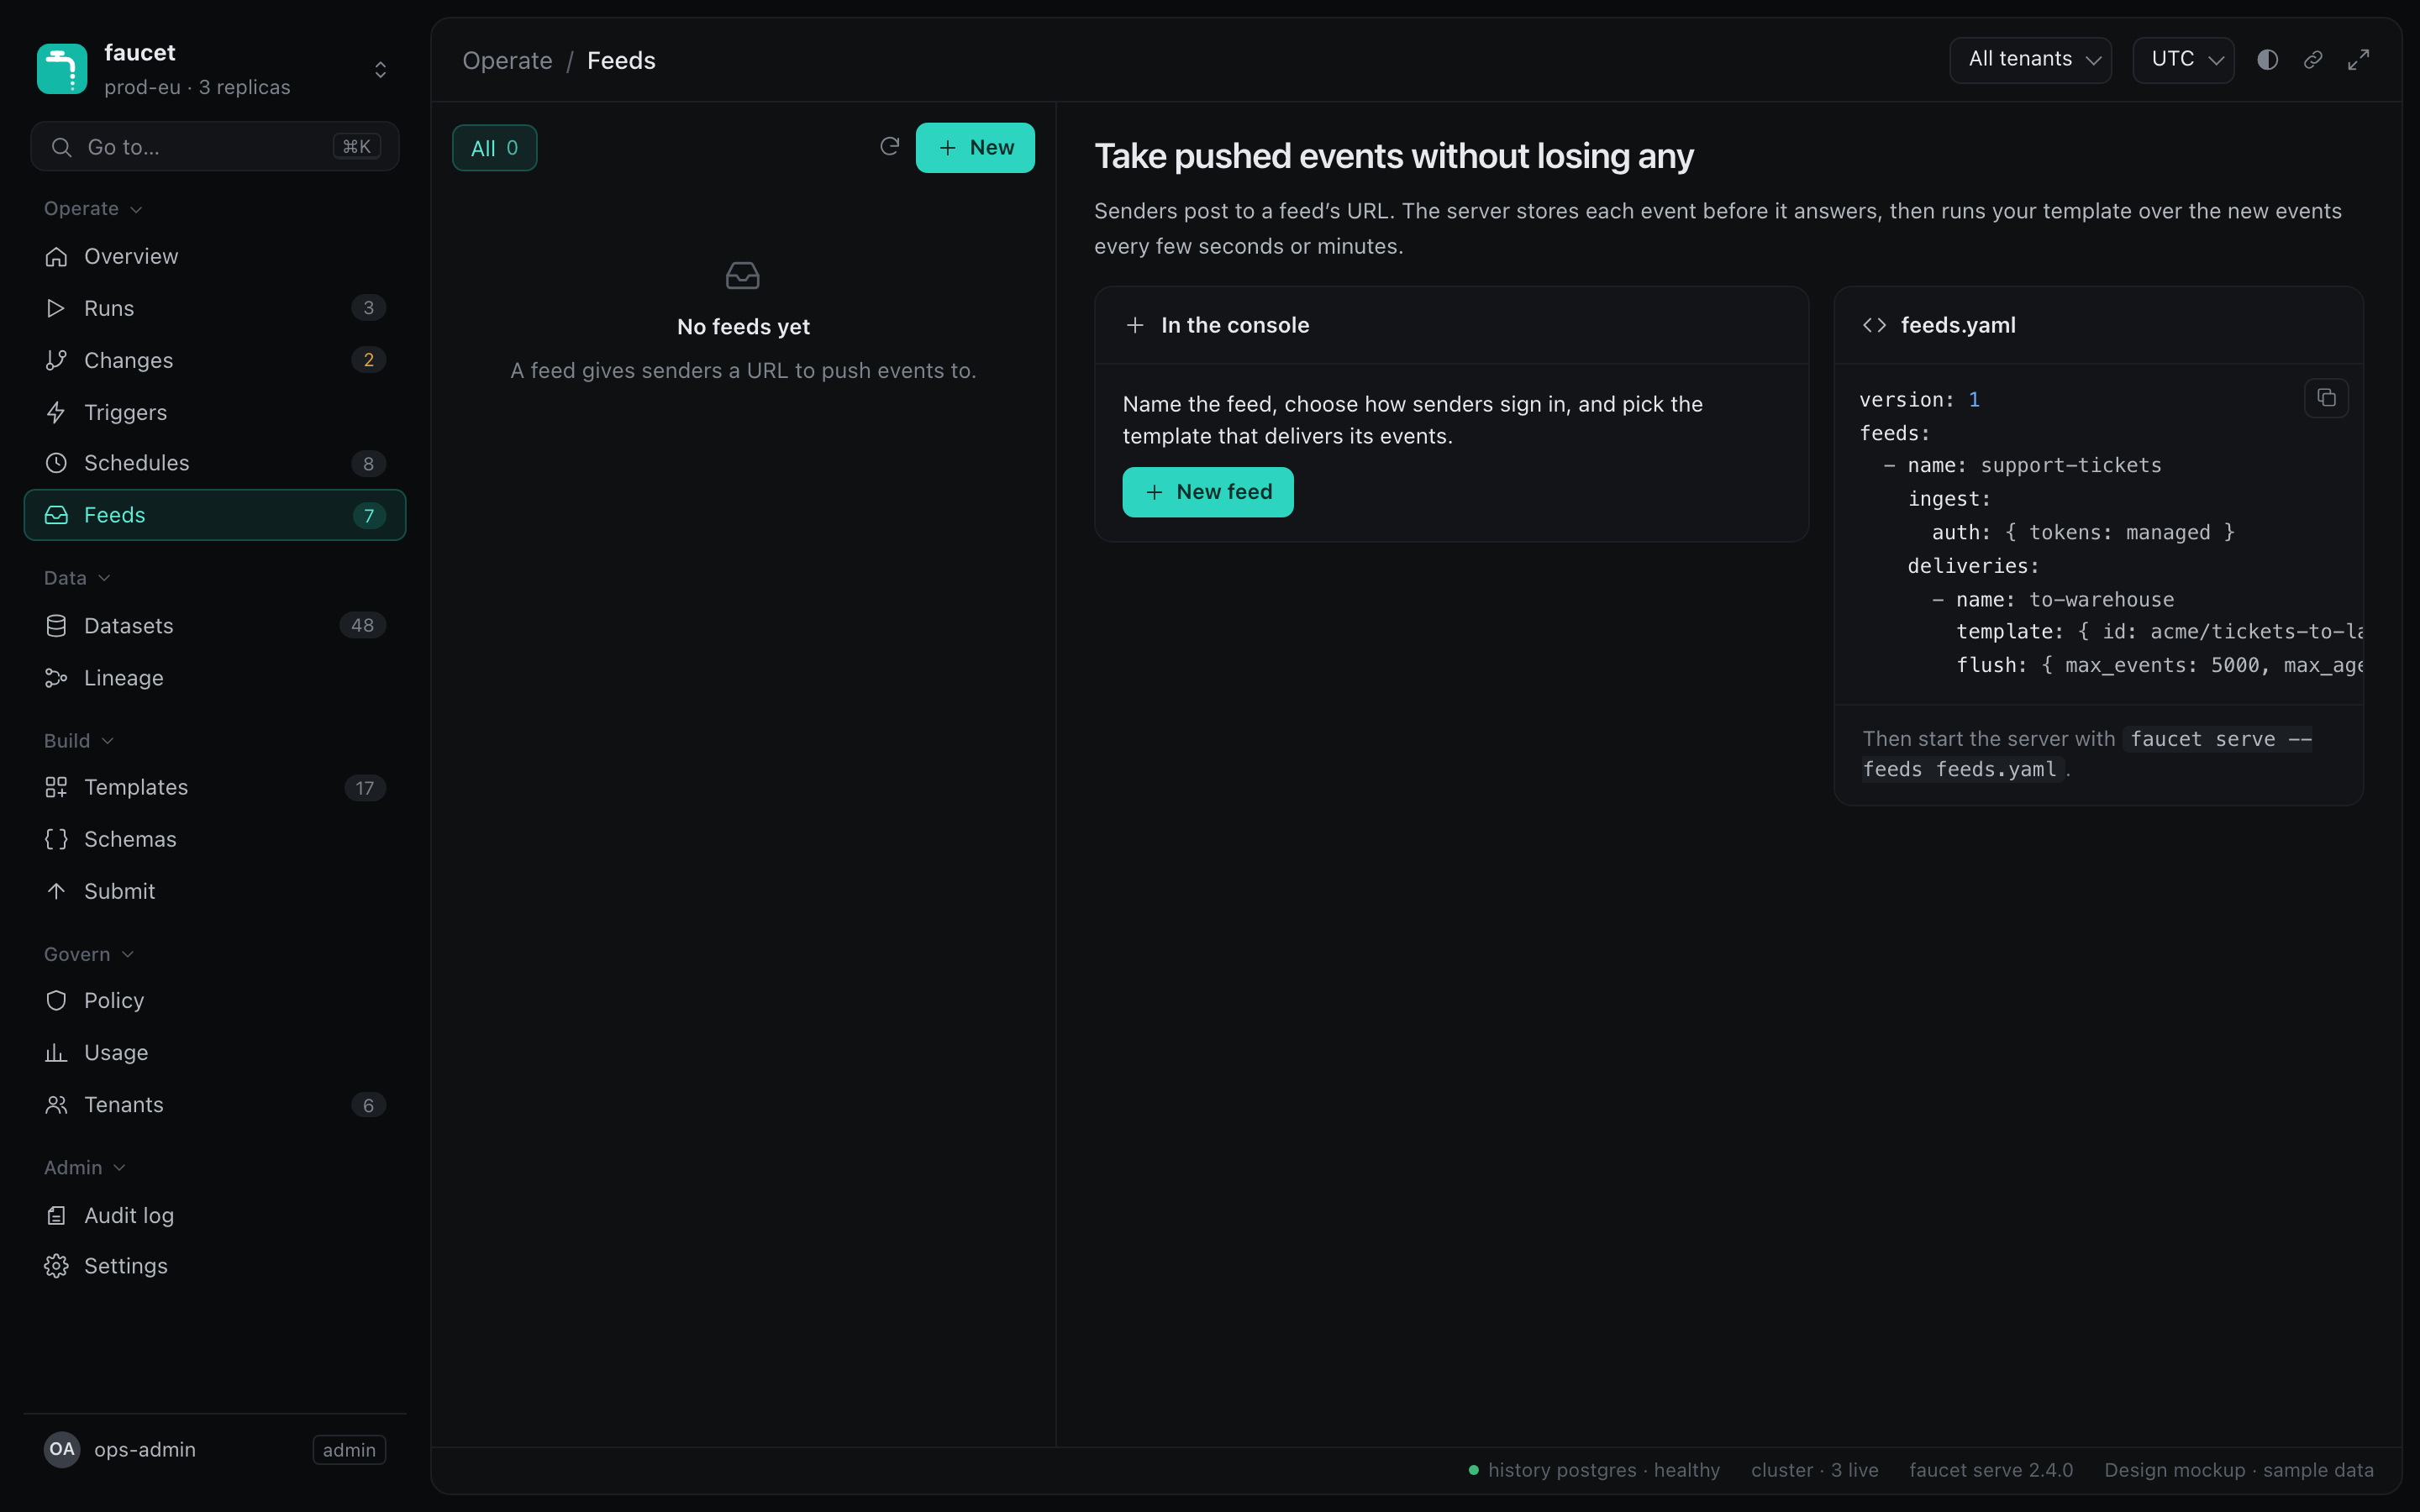 faucet
prod-eu · 3 replicas
Go to...
⌘K
Operate
Overview
Runs 3
Changes 2
Triggers
Schedules 8
Feeds 7
Data
Datasets 48
Lineage
Build
Templates 17
Schemas
Submit
Govern
Policy
Usage
Tenants 6
Admin
Audit log
Settings
OA ops-admin admin
Operate / Feeds
All tenants
UTC
All 0
New
No feeds yet
A feed gives senders a URL to push events to.
Take pushed events without losing any
Senders post to a feed’s URL. The server stores each event before it answers, then runs your template over the new events
every few seconds or minutes.
In the console
Name the feed, choose how senders sign in, and pick the
template that delivers its events.
New feed
feeds.yaml
version: 1
feeds:
  - name: support-tickets
    ingest:
      auth: { tokens: managed }
    deliveries:
      - name: to-warehouse
        template: { id: acme/tickets-to-la
        flush: { max_events: 5000, max_age
Then start the server with faucet serve --
feeds feeds.yaml.
history postgres · healthy
cluster · 3 live
faucet serve 2.4.0
Design mockup · sample data